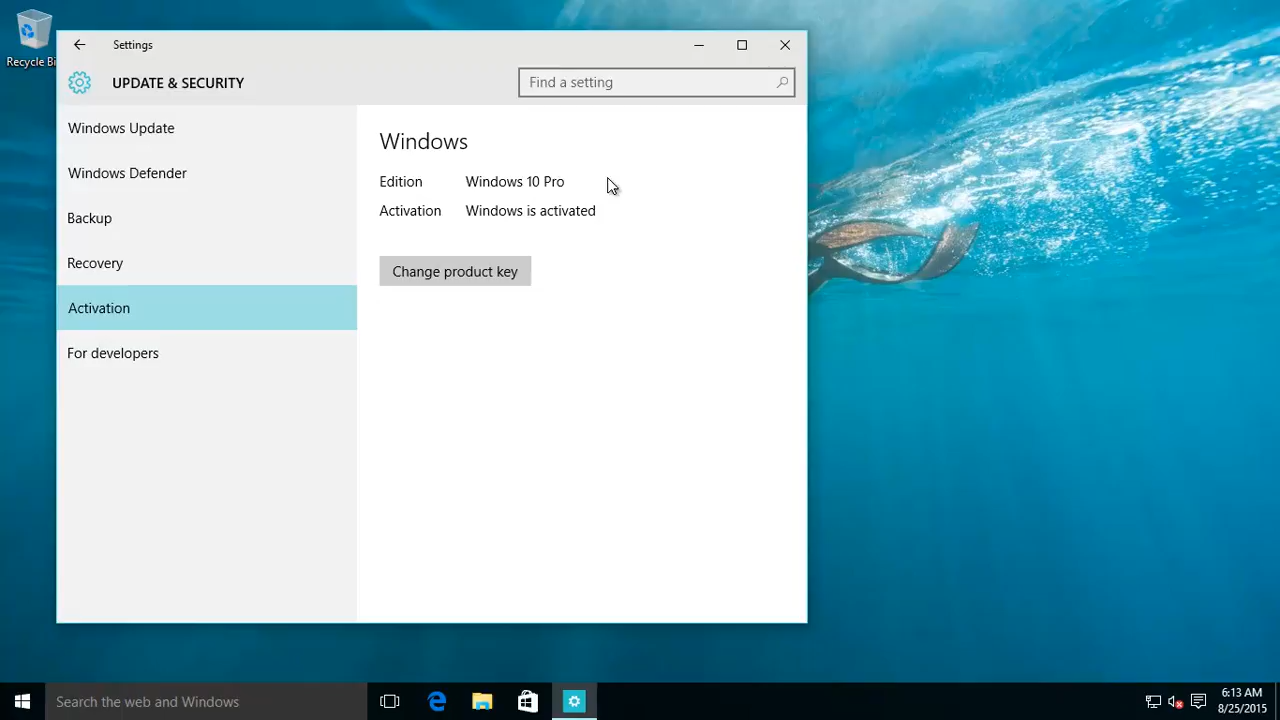 Recycle Bi
Settings
UPDATE & SECURITY
Find a setting
Windows Update
Windows Defender
Backup
Recovery
Activation
For developers
Windows
Edition Windows 10 Pro
Activation Windows is activated
Change product key
Search the web and Windows
6:13 AM
8/25/2015